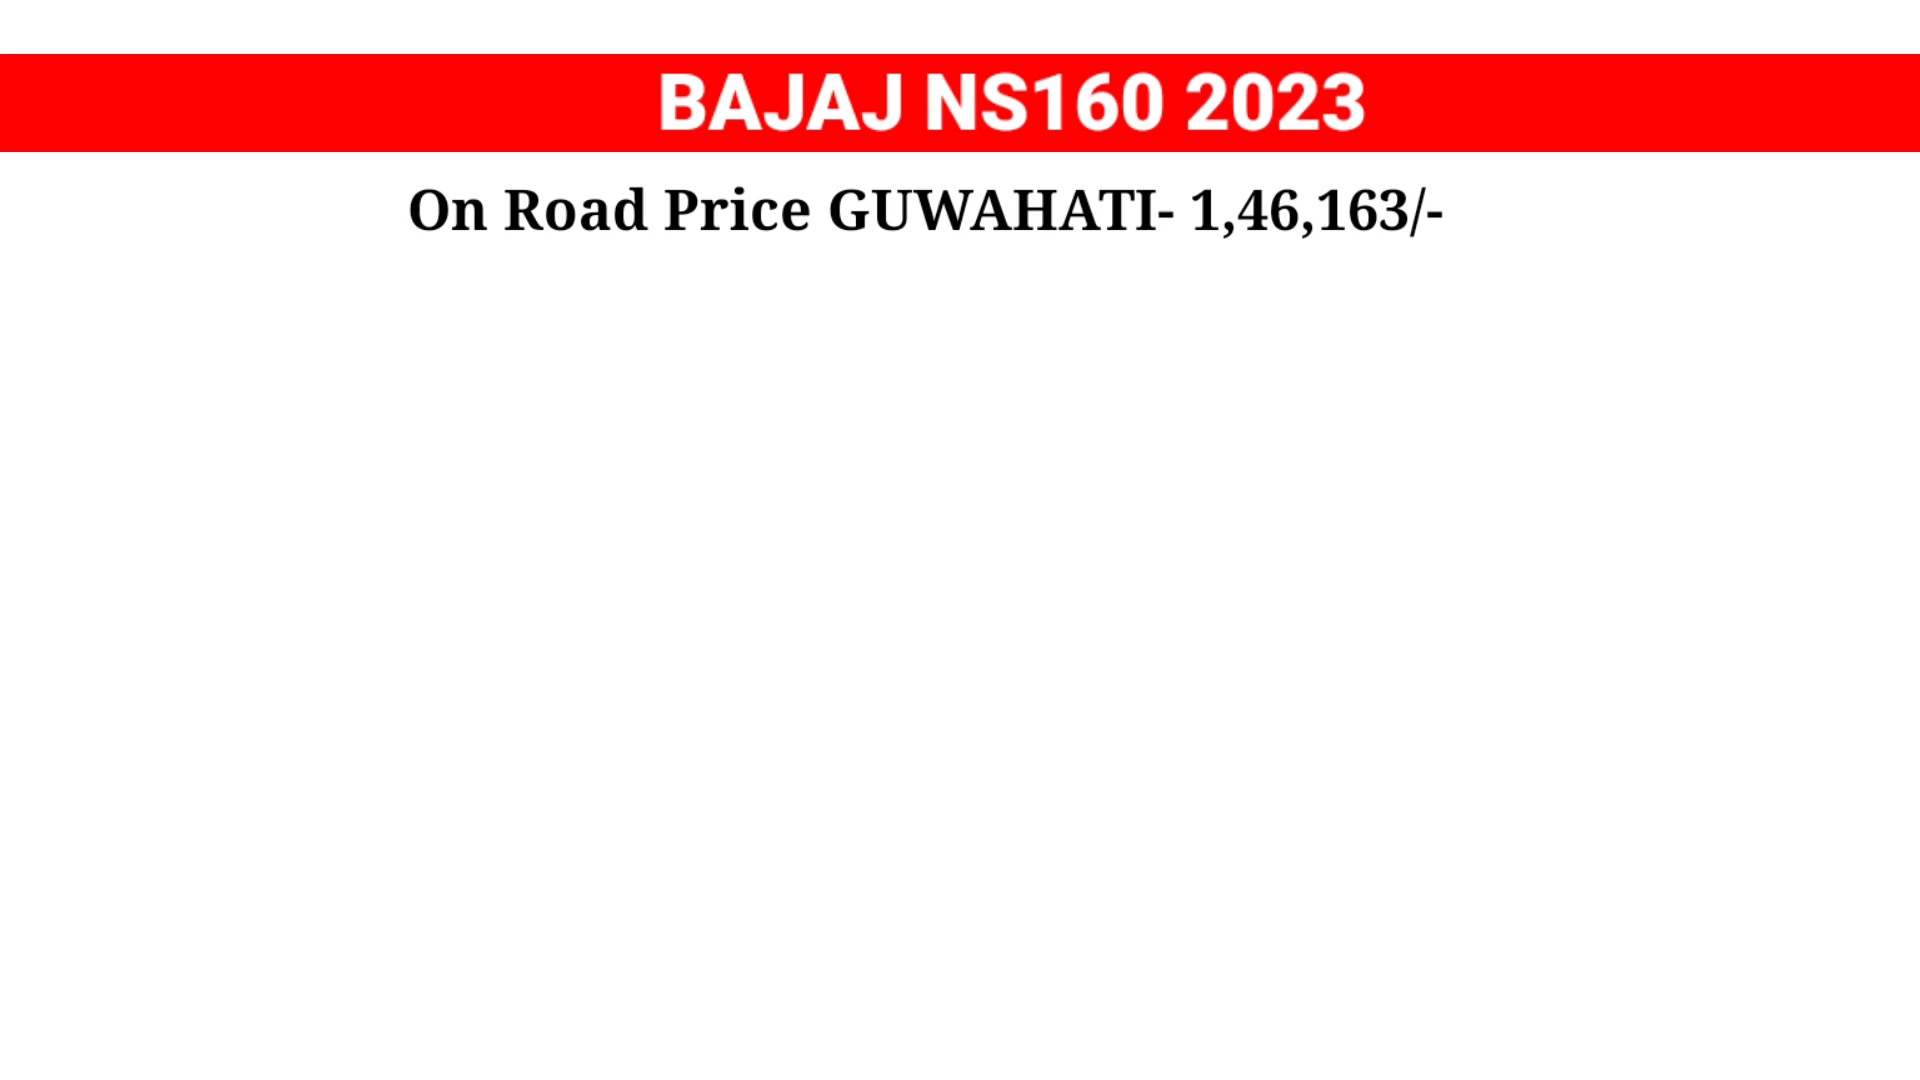 BAJAJ NS160 2023
On Road Price GUWAHATI- 1,46,163/-